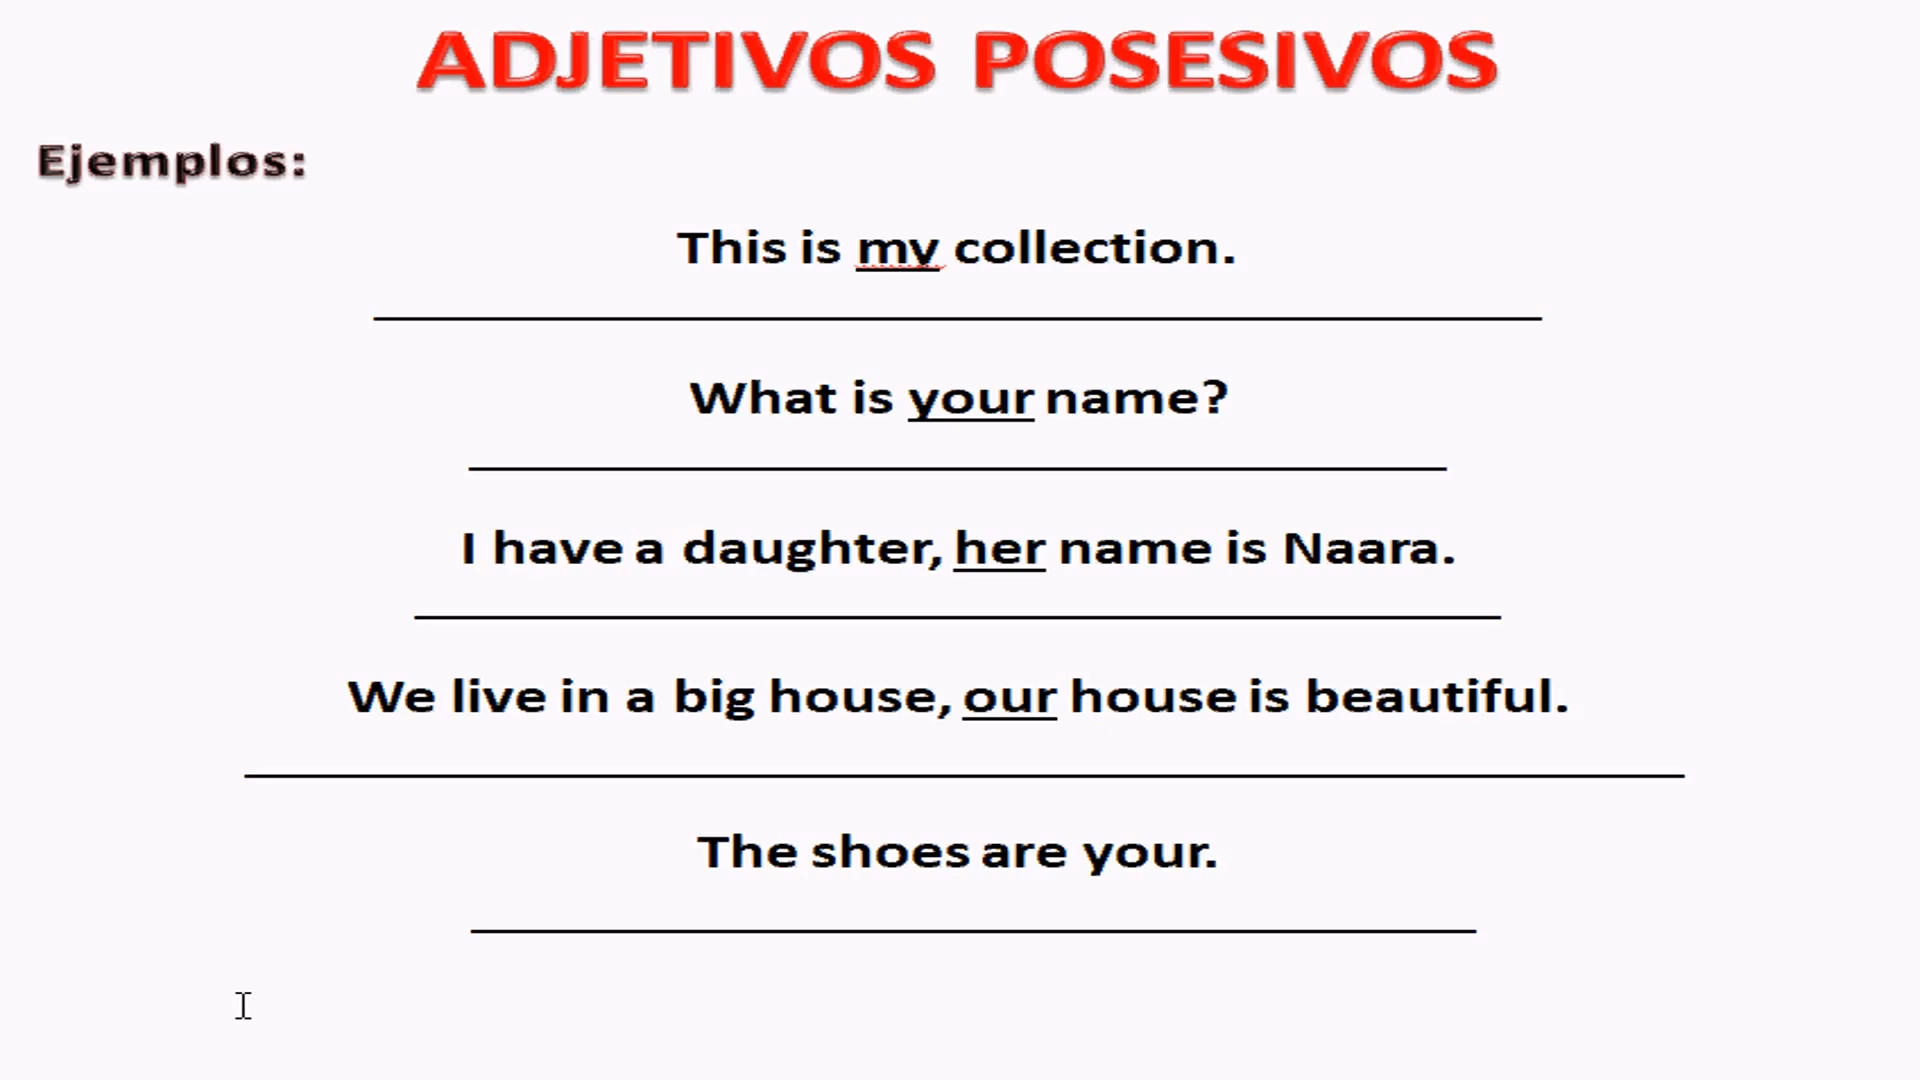 ADJETIVOS POSESIVOS
Ejemplos:
This is my collection.
What is your name?
I have a daughter, her name is Naara.
We live in a big house, our house is beautiful.
The shoes are your.